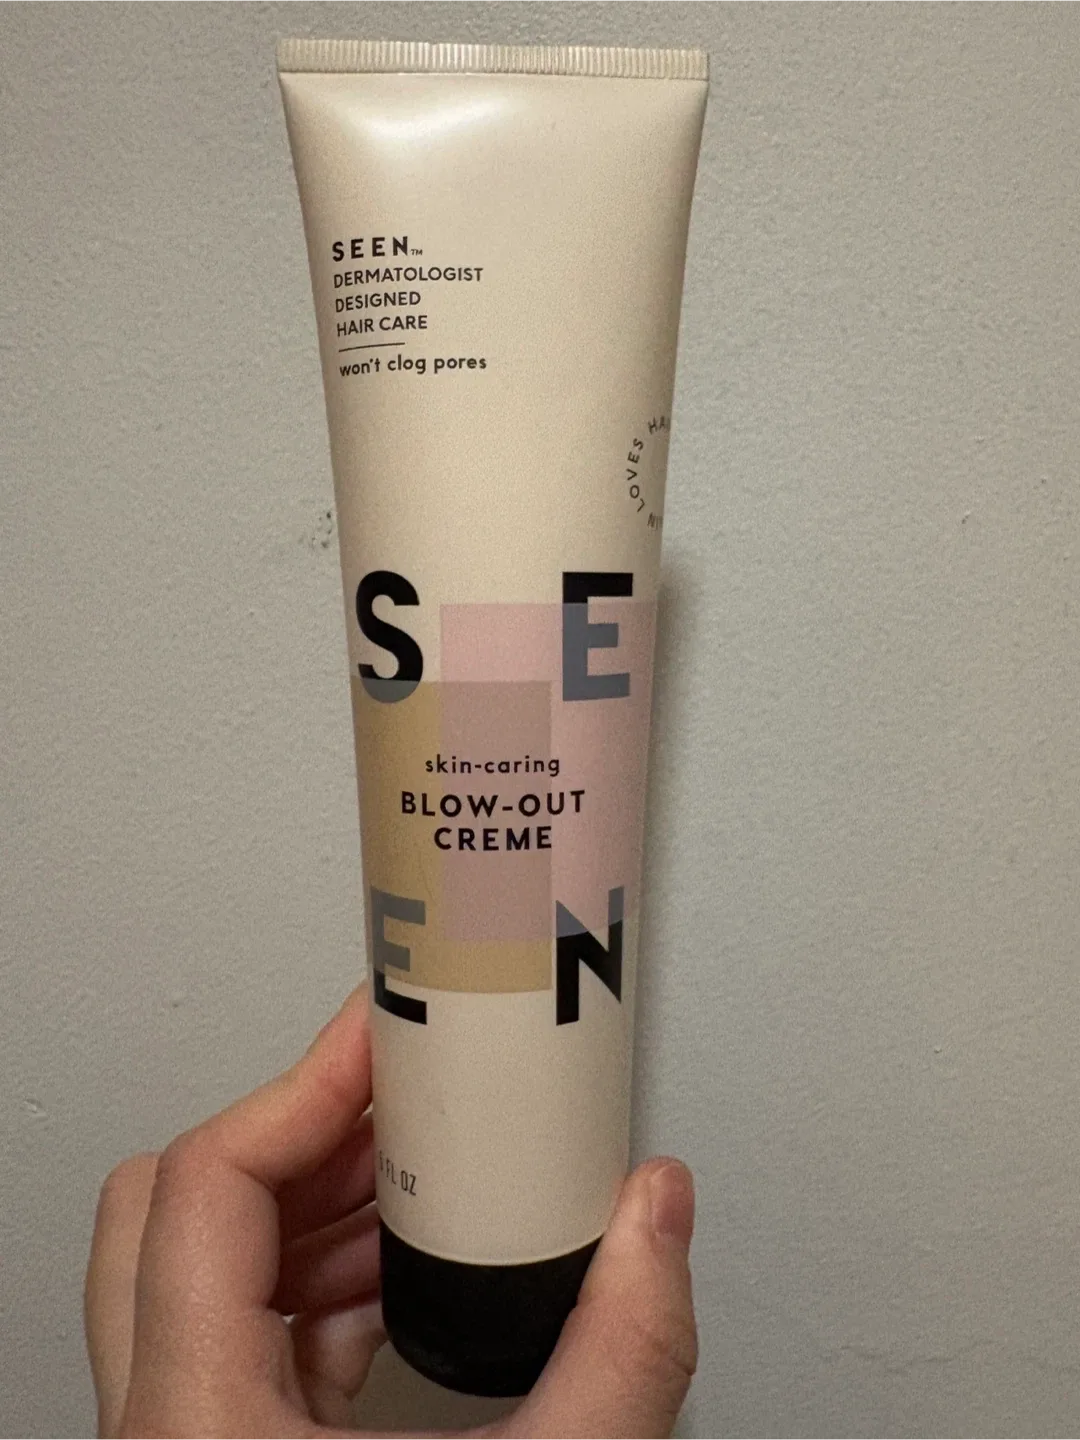 SEEN™
DERMATOLOGIST
DESIGNED
HAIR CARE
won't clog pores
LOVES
S E
skin-caring
BLOW-OUT
CREME
E N
FL OZ